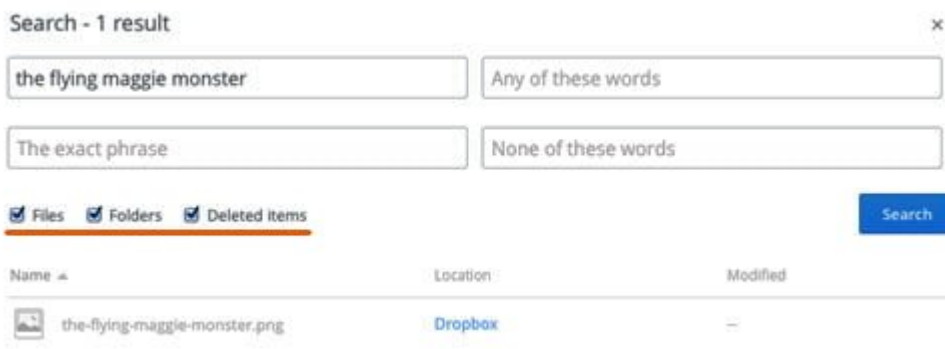 Search - 1 result ×
the flying maggie monster Any of these words
The exact phrase None of these words
Files Folders Deleted items Search
Name Location Modified
the-flying-maggie-monster.png Dropbox --